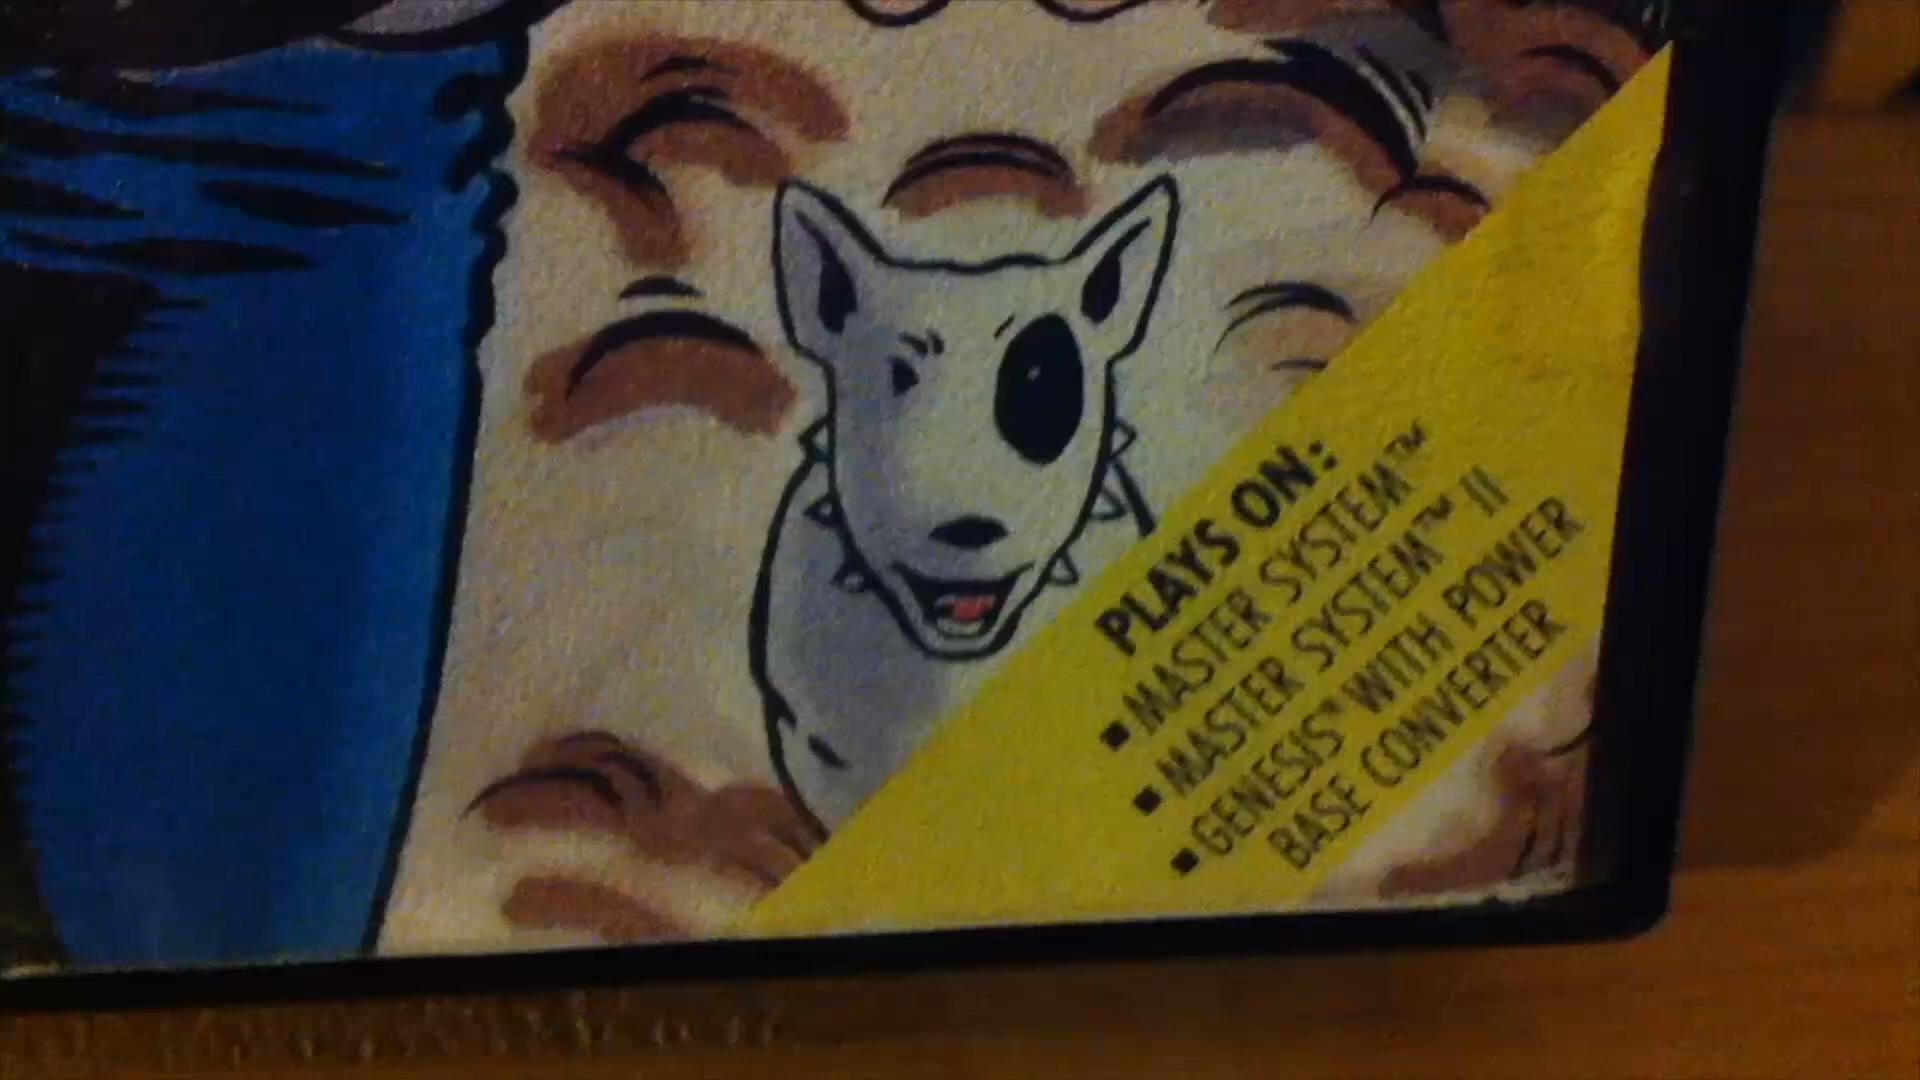 PLAYS ON:
▪ MASTER SYSTEM™
▪ MASTER SYSTEM™ II
▪ GENESIS™ WITH POWER
BASE CONVERTER